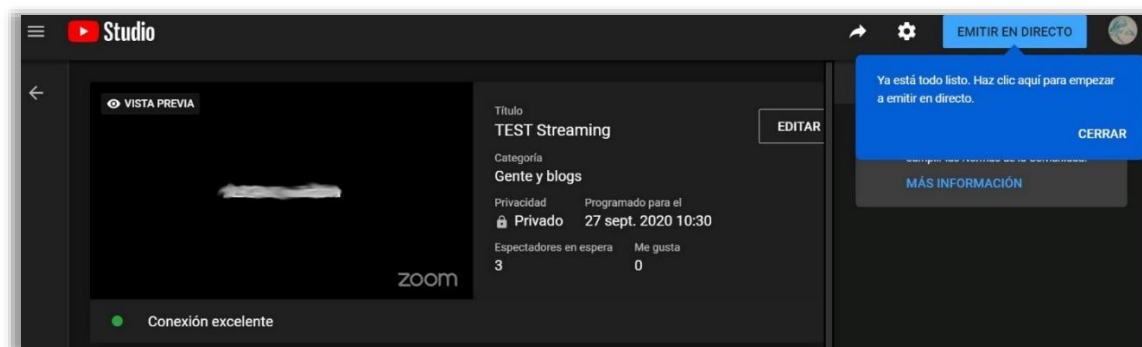 Studio
EMITIR EN DIRECTO
Ya está todo listo. Haz clic aquí para empezar
a emitir en directo.
CERRAR
MÁS INFORMACIÓN
VISTA PREVIA
zoom
Título
TEST Streaming
EDITAR
Categoría
Gente y blogs
Privacidad Programado para el
Privado 27 sept. 2020 10:30
Espectadores en espera Me gusta
3 0
Conexión excelente